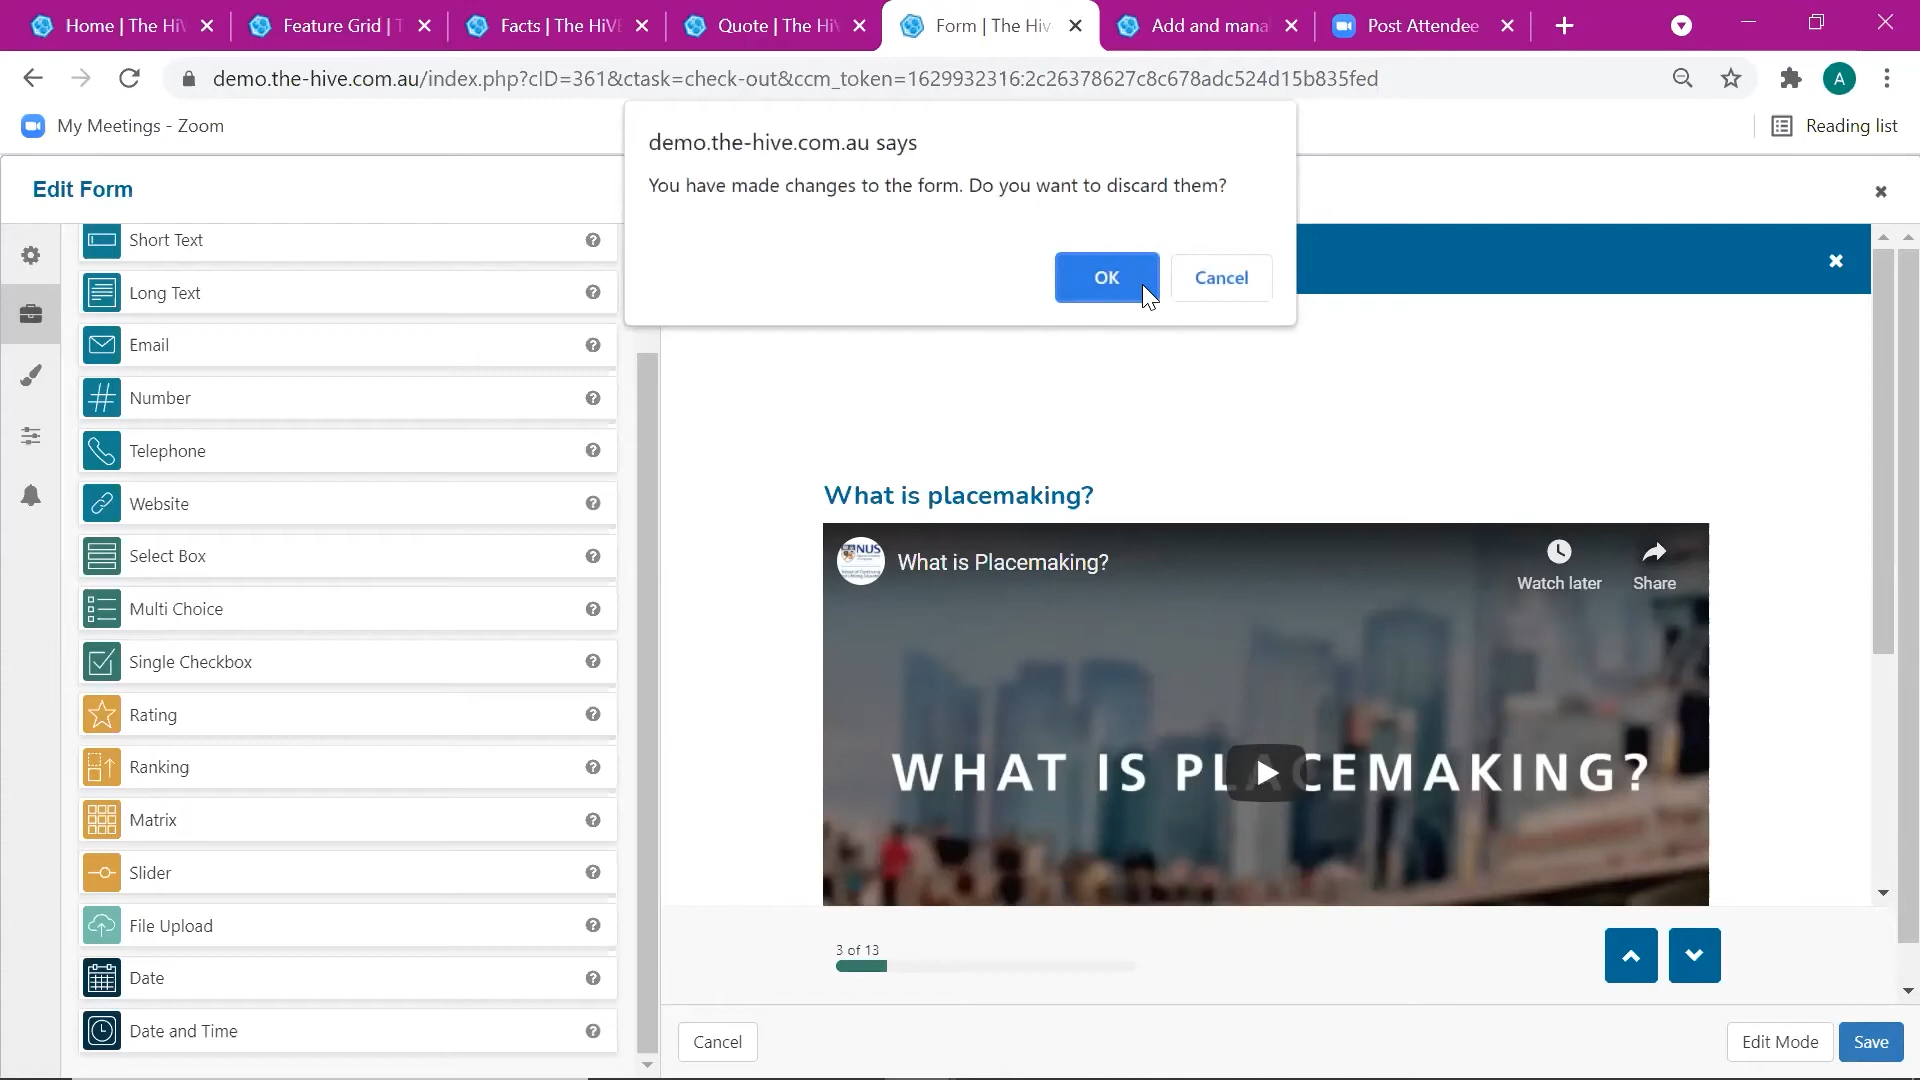 Home | The HiV
Feature Grid | T
Facts | The HiVE
Quote | The HiV
Form | The Hiv
Add and mana
Post Attendee
demo.the-hive.com.au/index.php?cID=361&ctask=check-out&ccm_token=1629932316:2c26378627c8c678adc524d15b835fed
A
My Meetings - Zoom
Reading list
demo.the-hive.com.au says
You have made changes to the form. Do you want to discard them?
OK
Cancel
Edit Form
Short Text
Long Text
Email
Number
Telephone
Website
Select Box
Multi Choice
Single Checkbox
Rating
Ranking
Matrix
Slider
File Upload
Date
Date and Time
What is placemaking?
NUS
What is Placemaking?
Watch later
Share
WHAT IS PLACEMAKING?
3 of 13
Cancel
Edit Mode
Save